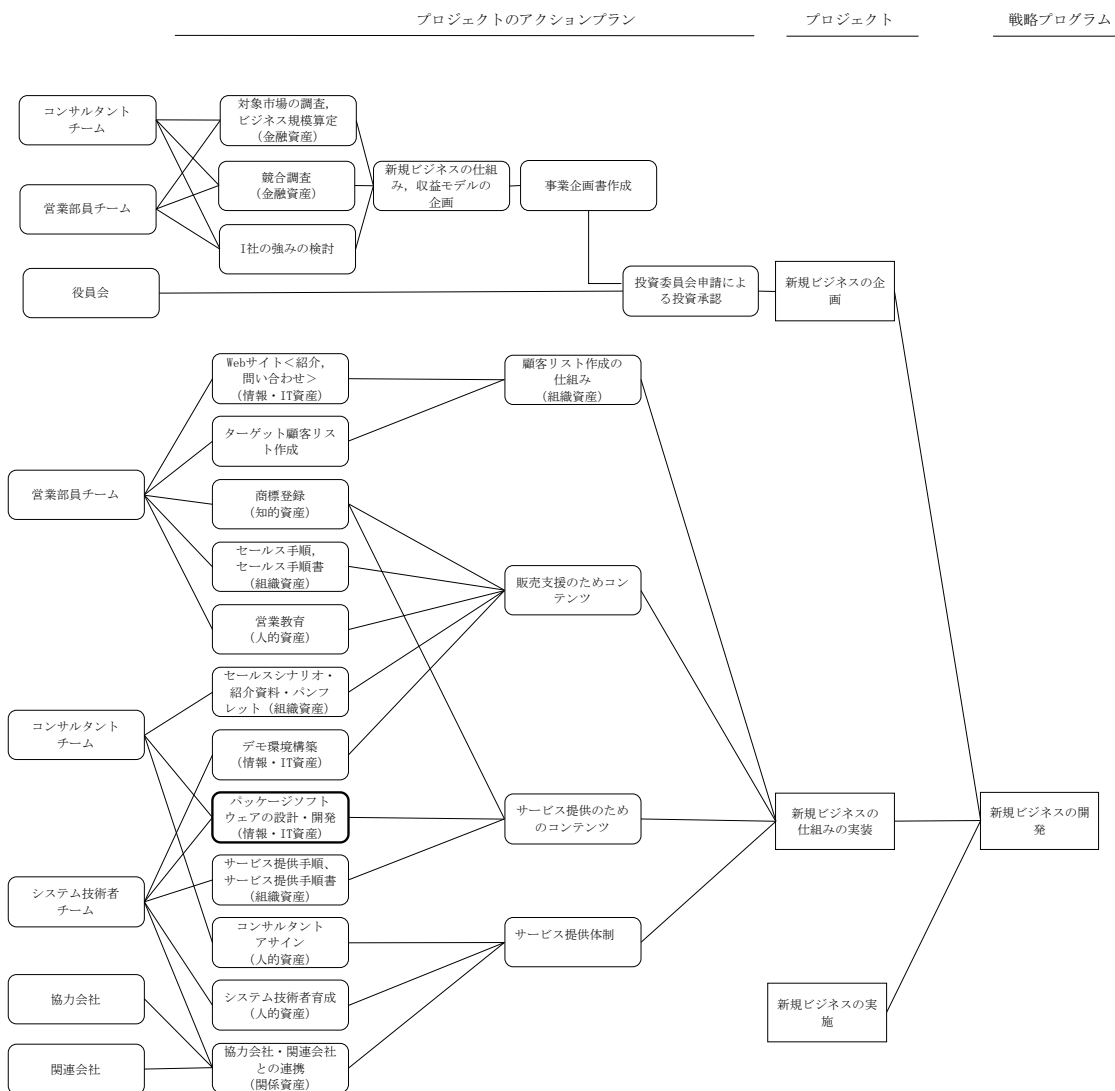 プロジェクトのアクションプラン
プロジェクト
戦略プログラム
コンサルタント
チーム
営業部員チーム
役員会
対象市場の調査,
ビジネス規模算定
(金融資産)
競合調査
(金融資産)
I社の強みの検討
新規ビジネスの仕組
み, 収益モデルの
企画
事業企画書作成
投資委員会申請によ
る投資承認
新規ビジネスの企
画
営業部員チーム
コンサルタント
チーム
システム技術者
チーム
協力会社
関連会社
Webサイト<紹介,
問い合わせ>
(情報・IT資産)
ターゲット顧客リス
ト作成
商標登録
(知的資産)
セールス手順,
セールス手順書
(組織資産)
営業教育
(人的資産)
セールスシナリオ・
紹介資料・パンフ
レット(組織資産)
デモ環境構築
(情報・IT資産)
パッケージソフト
ウェアの設計・開発
(情報・IT資産)
サービス提供手順、
サービス提供手順書
(組織資産)
コンサルタント
アサイン
(人的資産)
システム技術者育成
(人的資産)
協力会社・関連会社
との連携
(関係資産)
顧客リスト作成の
仕組み
(組織資産)
販売支援のためコン
テンツ
サービス提供のため
のコンテンツ
サービス提供体制
新規ビジネスの
仕組みの実装
新規ビジネスの実
施
新規ビジネスの開
発